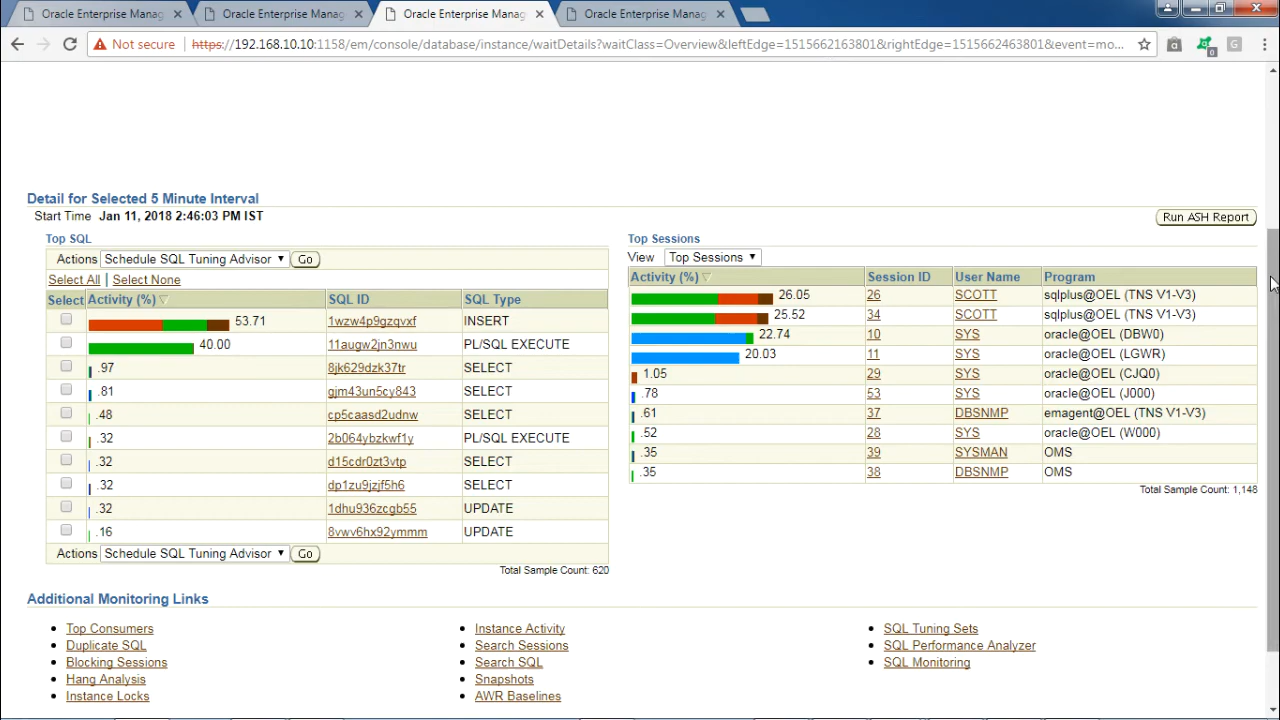 Oracle Enterprise Manag
Oracle Enterprise Manag
Oracle Enterprise Manag
Oracle Enterprise Manag
Not secure | https://192.168.10.10:1158/em/console/database/instance/waitDetails?waitClass=Overview&leftEdge=1515662163801&rightEdge=1515662463801&event=mo...
Detail for Selected 5 Minute Interval
Start Time Jan 11, 2018 2:46:03 PM IST
Run ASH Report
Top SQL
Actions Schedule SQL Tuning Advisor Go
Select All | Select None
Select Activity (%) SQL ID SQL Type
53.71 1wzw4p9gzqvxf INSERT
40.00 11augw2jn3nwu PL/SQL EXECUTE
.97 8jk629dzk37tr SELECT
.81 gjm43un5cy843 SELECT
.48 cp5caasd2udnw SELECT
.32 2b064ybzkwf1y PL/SQL EXECUTE
.32 d15cdr0zt3vtp SELECT
.32 dp1zu9jzjf5h6 SELECT
.32 1dhu936zcgb55 UPDATE
.16 8vwv6hx92ymmm UPDATE
Actions Schedule SQL Tuning Advisor Go
Total Sample Count: 620
Top Sessions
View Top Sessions
Activity (%) Session ID User Name Program
26.05 26 SCOTT sqlplus@OEL (TNS V1-V3)
25.52 34 SCOTT sqlplus@OEL (TNS V1-V3)
22.74 10 SYS oracle@OEL (DBW0)
20.03 11 SYS oracle@OEL (LGWR)
1.05 29 SYS oracle@OEL (CJQ0)
.78 53 SYS oracle@OEL (J000)
.61 37 DBSNMP emagent@OEL (TNS V1-V3)
.52 28 SYS oracle@OEL (W000)
.35 39 SYSMAN OMS
.35 38 DBSNMP OMS
Total Sample Count: 1,148
Additional Monitoring Links
Top Consumers
Duplicate SQL
Blocking Sessions
Hang Analysis
Instance Locks
Instance Activity
Search Sessions
Search SQL
Snapshots
AWR Baselines
SQL Tuning Sets
SQL Performance Analyzer
SQL Monitoring